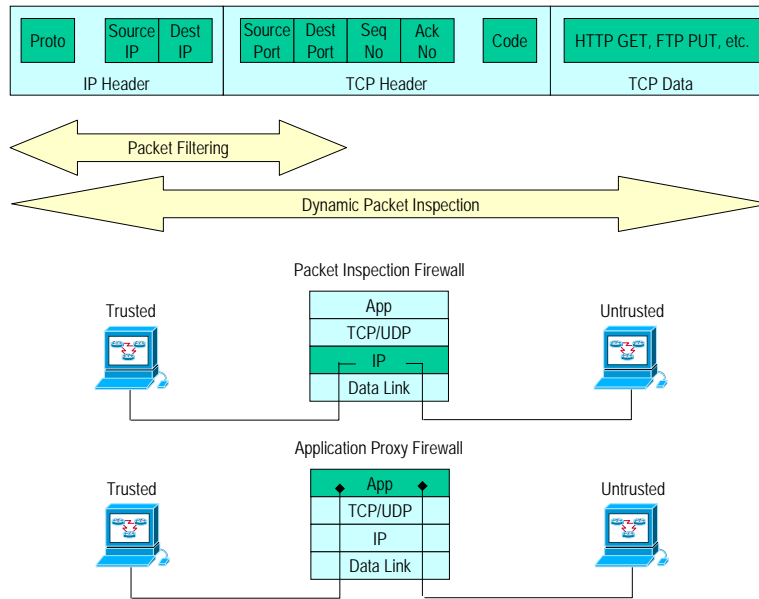 Proto
Source IP
Dest IP
Source Port
Dest Port
Seq No
Ack No
Code
HTTP GET, FTP PUT, etc.
IP Header
TCP Header
TCP Data
Packet Filtering
Dynamic Packet Inspection
Packet Inspection Firewall
Trusted
App
TCP/UDP
IP
Data Link
Untrusted
Application Proxy Firewall
Trusted
App
TCP/UDP
IP
Data Link
Untrusted